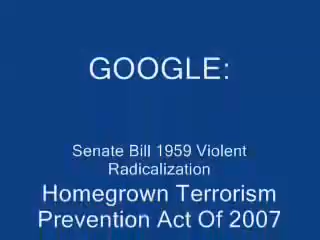 GOOGLE:
Senate Bill 1959 Violent
Radicalization
Homegrown Terrorism
Prevention Act Of 2007